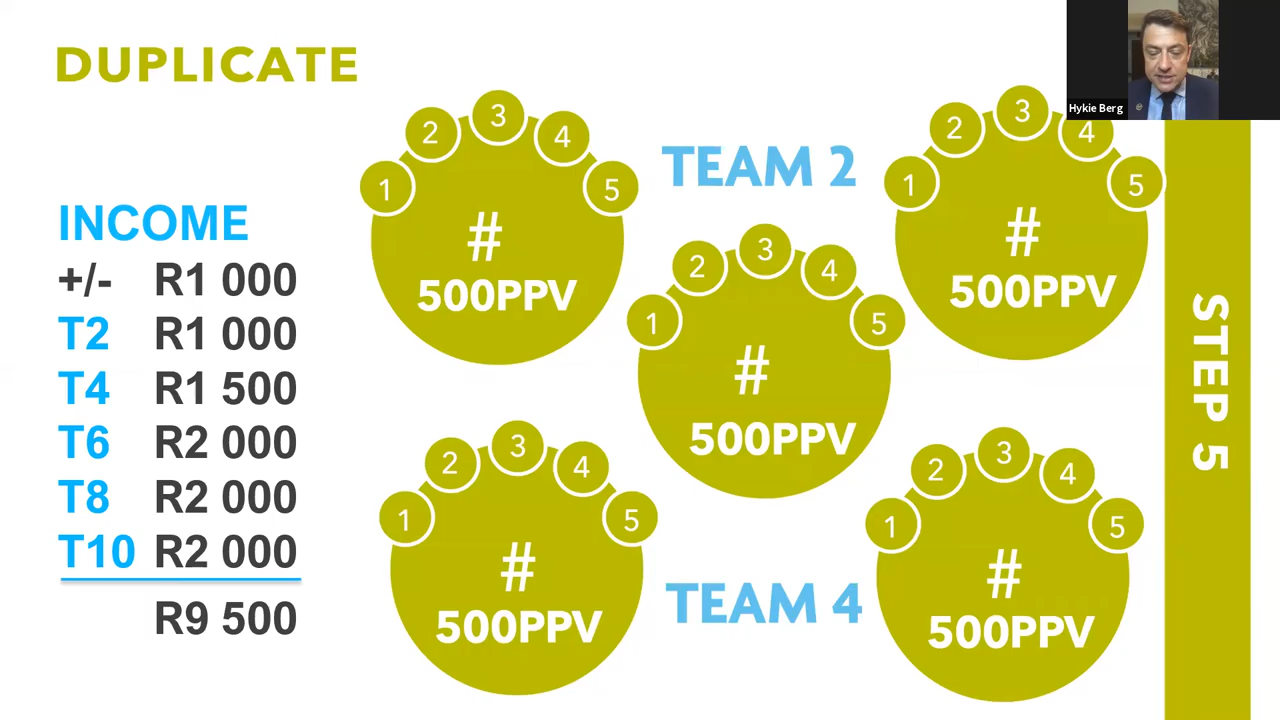 DUPLICATE
Hykie Berg
INCOME
+/- R1 000
T2 R1 000
T4 R1 500
T6 R2 000
T8 R2 000
T10 R2 000
R9 500
1 2 3 4 5
#
500PPV
TEAM 2
1 2 3 4 5
#
500PPV
1 2 3 4 5
#
500PPV
1 2 3 4 5
#
500PPV
TEAM 4
1 2 3 4 5
#
500PPV
STEP 5